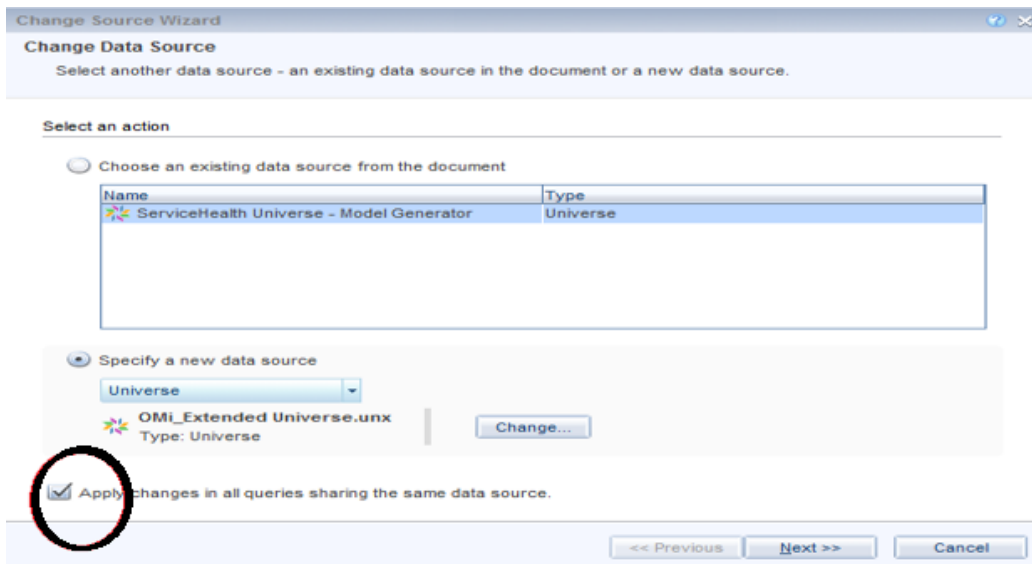 Change Source Wizard
Change Data Source
Select another data source - an existing data source in the document or a new data source.
Select an action
Choose an existing data source from the document
Name Type
ServiceHealth Universe - Model Generator Universe
Specify a new data source
Universe
OMi_Extended Universe.unx
Type: Universe
Change...
Apply changes in all queries sharing the same data source.
<< Previous Next >> Cancel